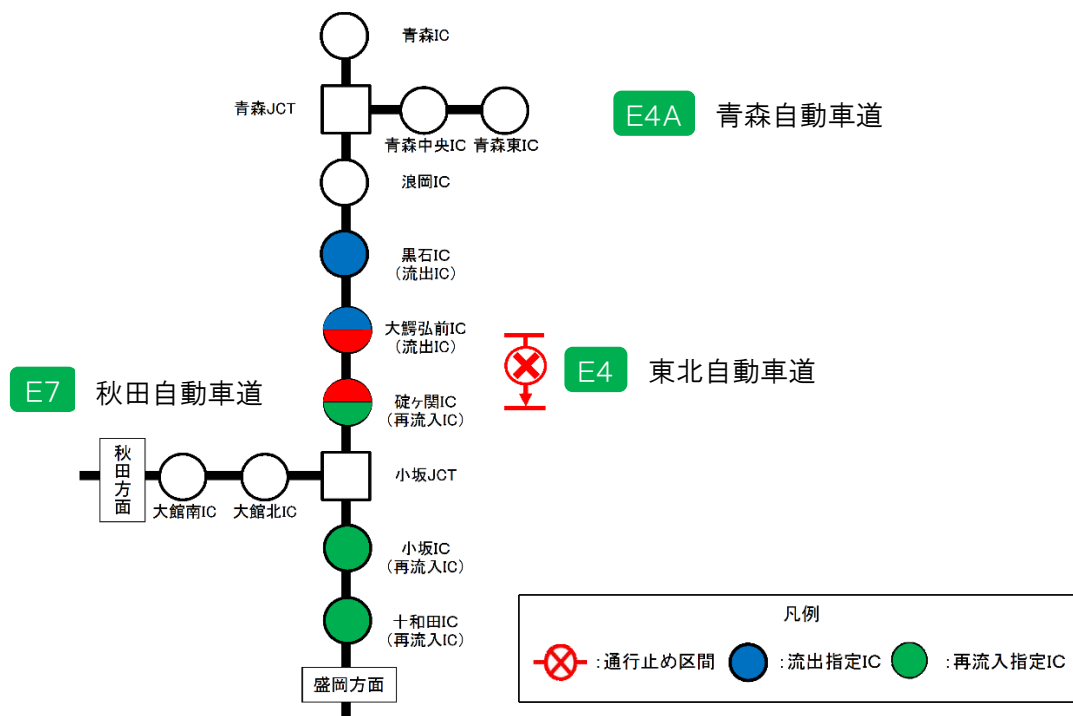 青森IC
青森JCT
E4A 青森自動車道
青森中央IC 青森東IC
浪岡IC
黒石IC
(流出IC)
大鰐弘前IC
(流出IC)
E4 東北自動車道
E7 秋田自動車道
碇ヶ関IC
(再流入IC)
秋田方面
小坂JCT
大館南IC 大館北IC
小坂IC
(再流入IC)
十和田IC
(再流入IC)
盛岡方面
凡例
:通行止め区間 :流出指定IC :再流入指定IC